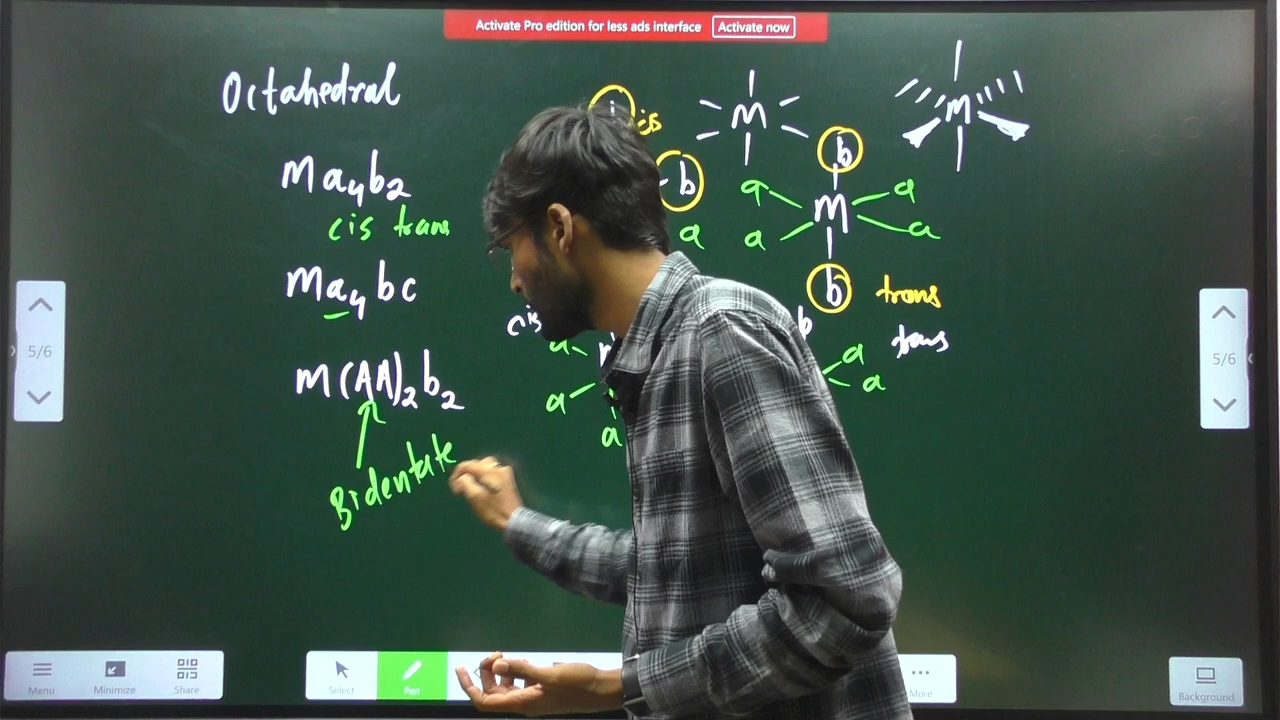 Activate Pro edition for less ads interface Activate now
Octahedral
is
M
M
b
Ma4b2
b
a a
M
cis trans
a a a
Ma4bc
b trans
cis
b trans
a a
M(AA)2b2
a a
a
Bidentate
5/6
5/6
Menu
Minimize
Share
Select
Pen
More
Background